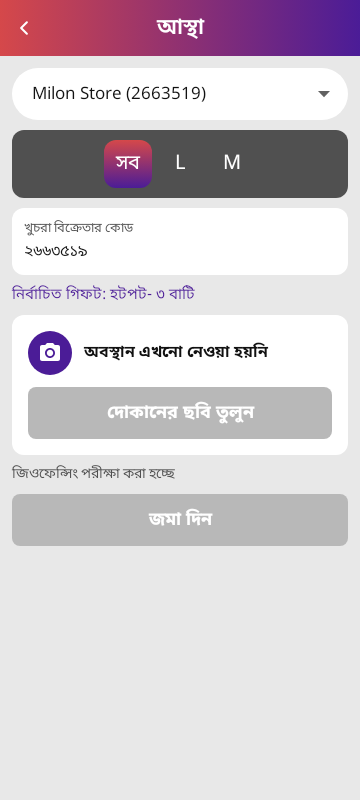 আস্থা
Milon Store (2663519)
সব L M
খুচরা বিক্রেতার কোড
২৬৬৩৫১৯
নির্বাচিত গিফট: হটপট- ৩ বাটি
অবস্থান এখনো নেওয়া হয়নি
দোকানের ছবি তুলুন
জিওফেন্সিং পরীক্ষা করা হচ্ছে
জমা দিন